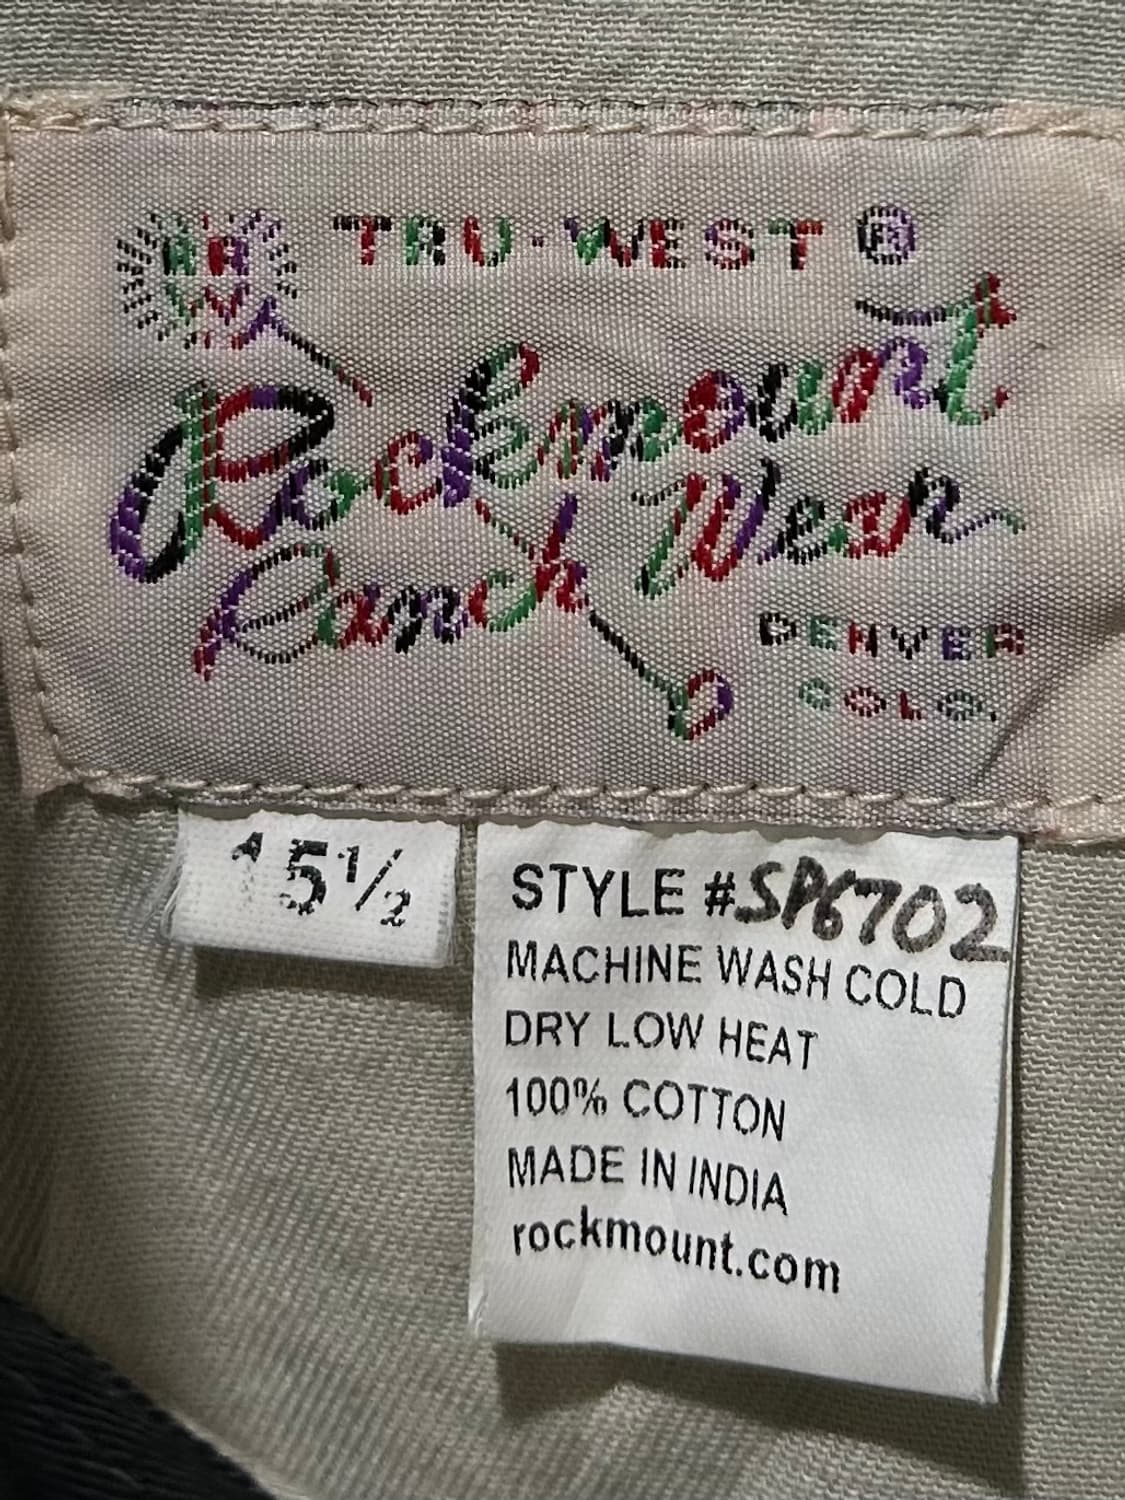 RRW TRU-WEST ®
Rockmount
Ranch Wear
DENVER
COLO.
15½
STYLE #SP6702
MACHINE WASH COLD
DRY LOW HEAT
100% COTTON
MADE IN INDIA
rockmount.com